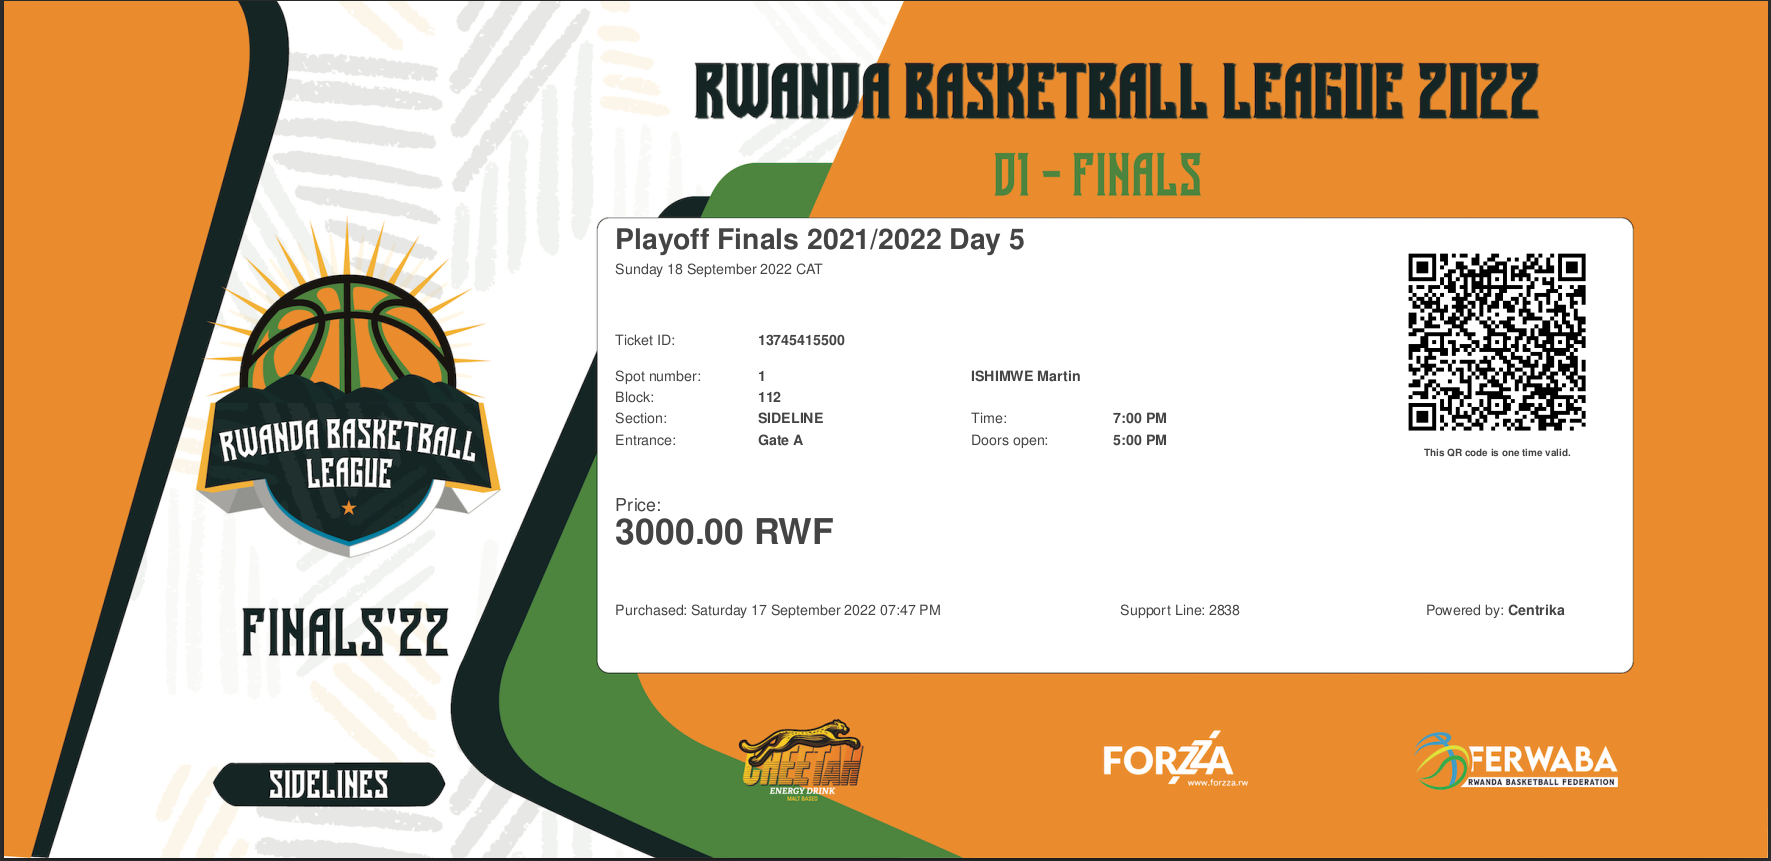 RWANDA BASKETBALL LEAGUE 2022
D1 - FINALS
Playoff Finals 2021/2022 Day 5
Sunday 18 September 2022 CAT
Ticket ID: 13745415500
Spot number: 1 ISHIMWE Martin
Block: 112
Section: SIDELINE Time: 7:00 PM
Entrance: Gate A Doors open: 5:00 PM
This QR code is one time valid.
Price:
3000.00 RWF
Purchased: Saturday 17 September 2022 07:47 PM Support Line: 2838 Powered by: Centrika
RWANDA BASKETBALL
LEAGUE
FINALS'22
SIDELINES
CHEETAH
ENERGY DRINK
MALT BASED
FORZZA
www.forzza.rw
FERWABA
RWANDA BASKETBALL FEDERATION